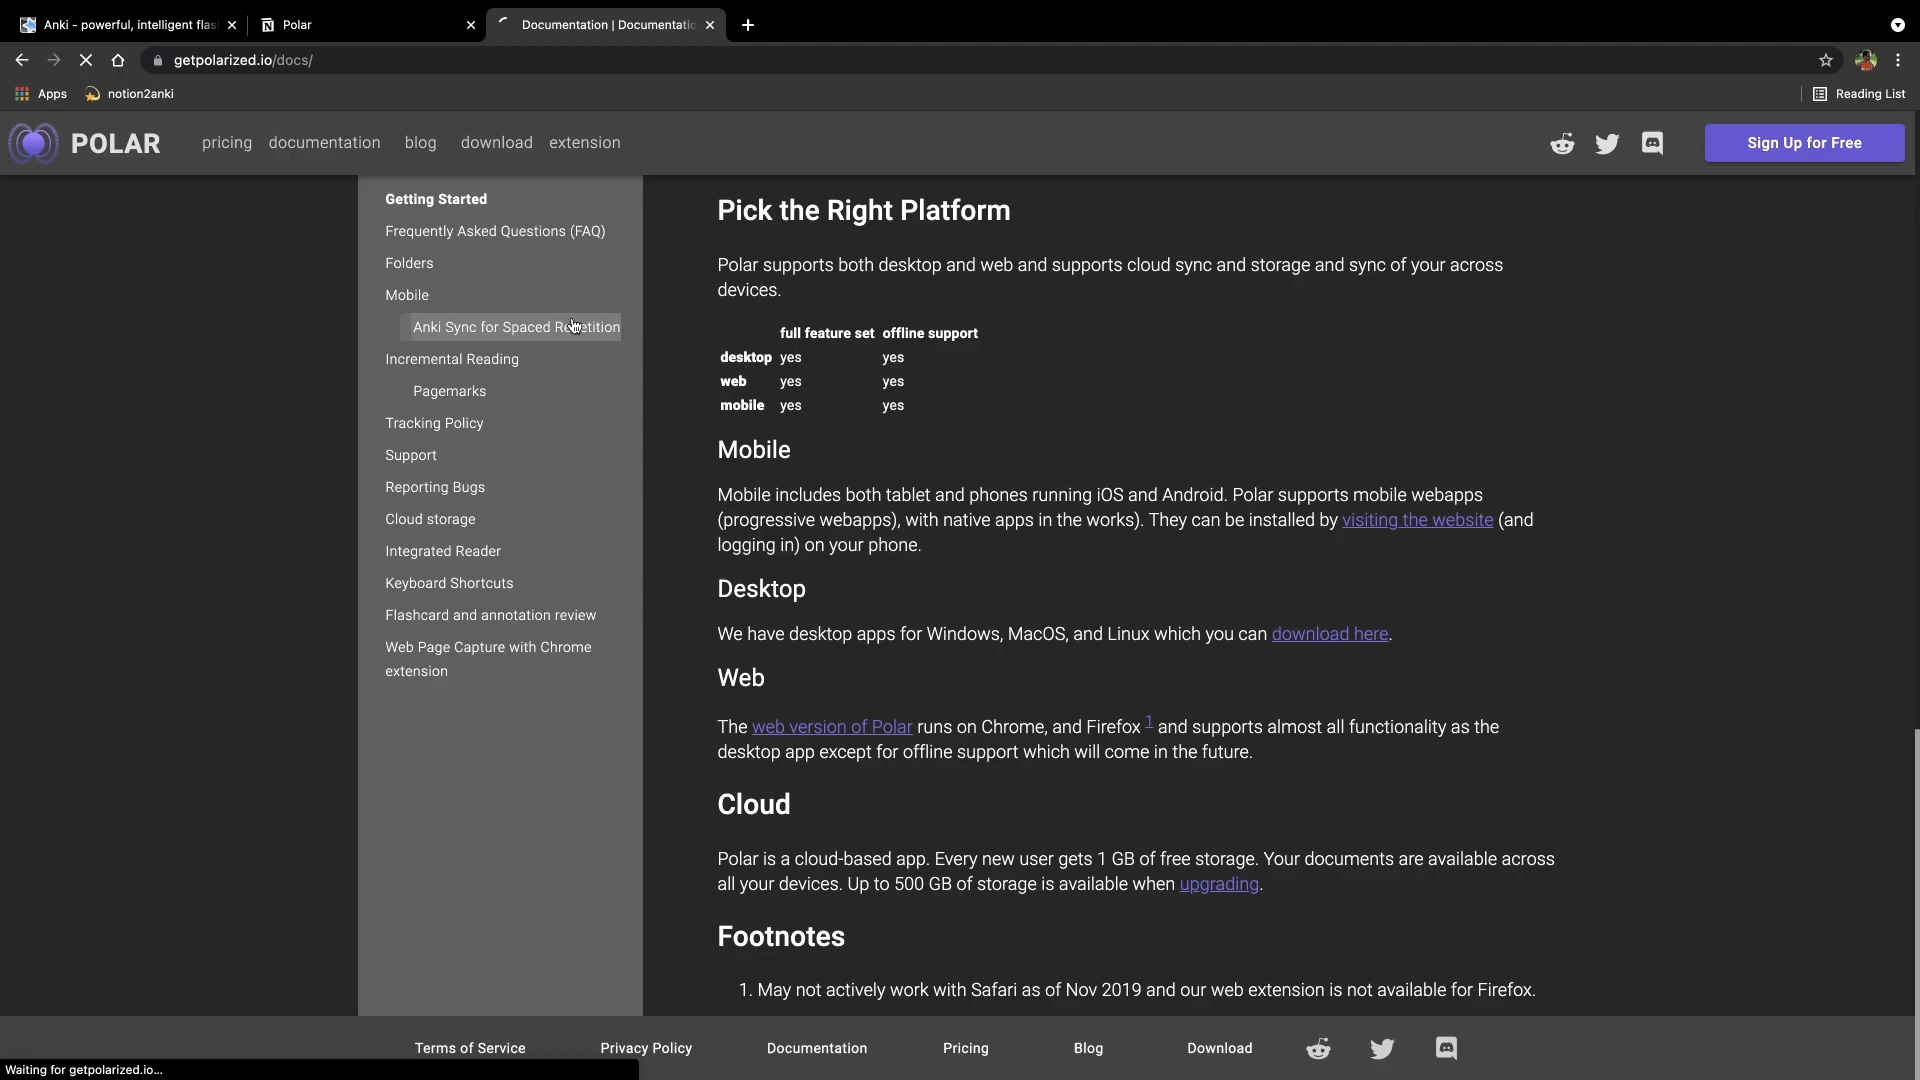 Anki - powerful, intelligent flas
Polar
Documentation | Documentatio
getpolarized.io/docs/
Apps
notion2anki
Reading List
POLAR
pricing
documentation
blog
download
extension
Sign Up for Free
Getting Started
Frequently Asked Questions (FAQ)
Folders
Mobile
Anki Sync for Spaced Repetition
Incremental Reading
Pagemarks
Tracking Policy
Support
Reporting Bugs
Cloud storage
Integrated Reader
Keyboard Shortcuts
Flashcard and annotation review
Web Page Capture with Chrome
extension
Pick the Right Platform
Polar supports both desktop and web and supports cloud sync and storage and sync of your across
devices.
full feature set offline support
desktop yes yes
web yes yes
mobile yes yes
Mobile
Mobile includes both tablet and phones running iOS and Android. Polar supports mobile webapps
(progressive webapps), with native apps in the works). They can be installed by visiting the website (and
logging in) on your phone.
Desktop
We have desktop apps for Windows, MacOS, and Linux which you can download here.
Web
The web version of Polar runs on Chrome, and Firefox 1 and supports almost all functionality as the
desktop app except for offline support which will come in the future.
Cloud
Polar is a cloud-based app. Every new user gets 1 GB of free storage. Your documents are available across
all your devices. Up to 500 GB of storage is available when upgrading.
Footnotes
1. May not actively work with Safari as of Nov 2019 and our web extension is not available for Firefox.
Terms of Service
Privacy Policy
Documentation
Pricing
Blog
Download
Waiting for getpolarized.io...